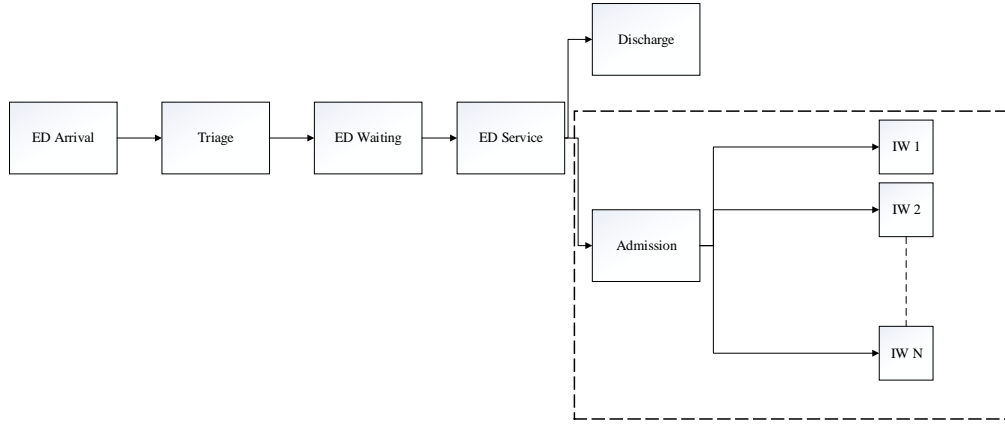 Discharge
ED Arrival
Triage
ED Waiting
ED Service
IW 1
IW 2
Admission
IW N